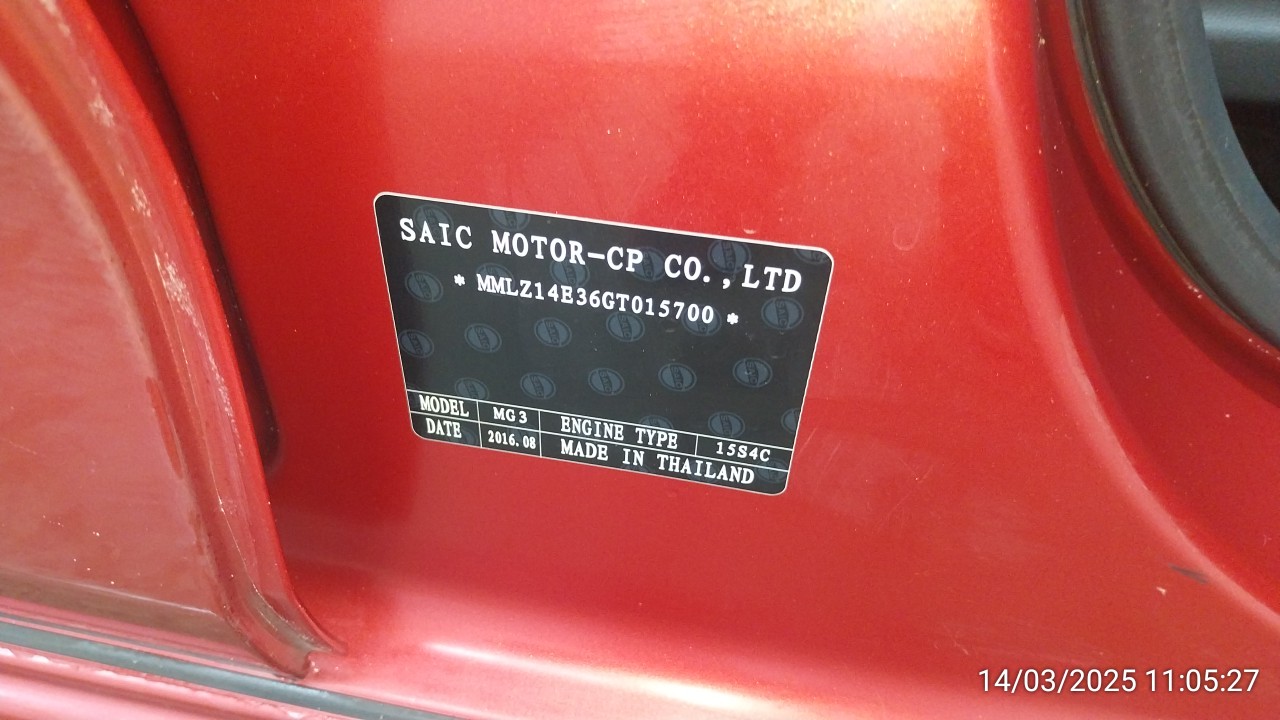 SAIC MOTOR-CP CO.,LTD
* MMLZ14E36GT015700 *
MODEL MG3 ENGINE TYPE 15S4C
DATE 2016.08 MADE IN THAILAND
14/03/2025 11:05:27